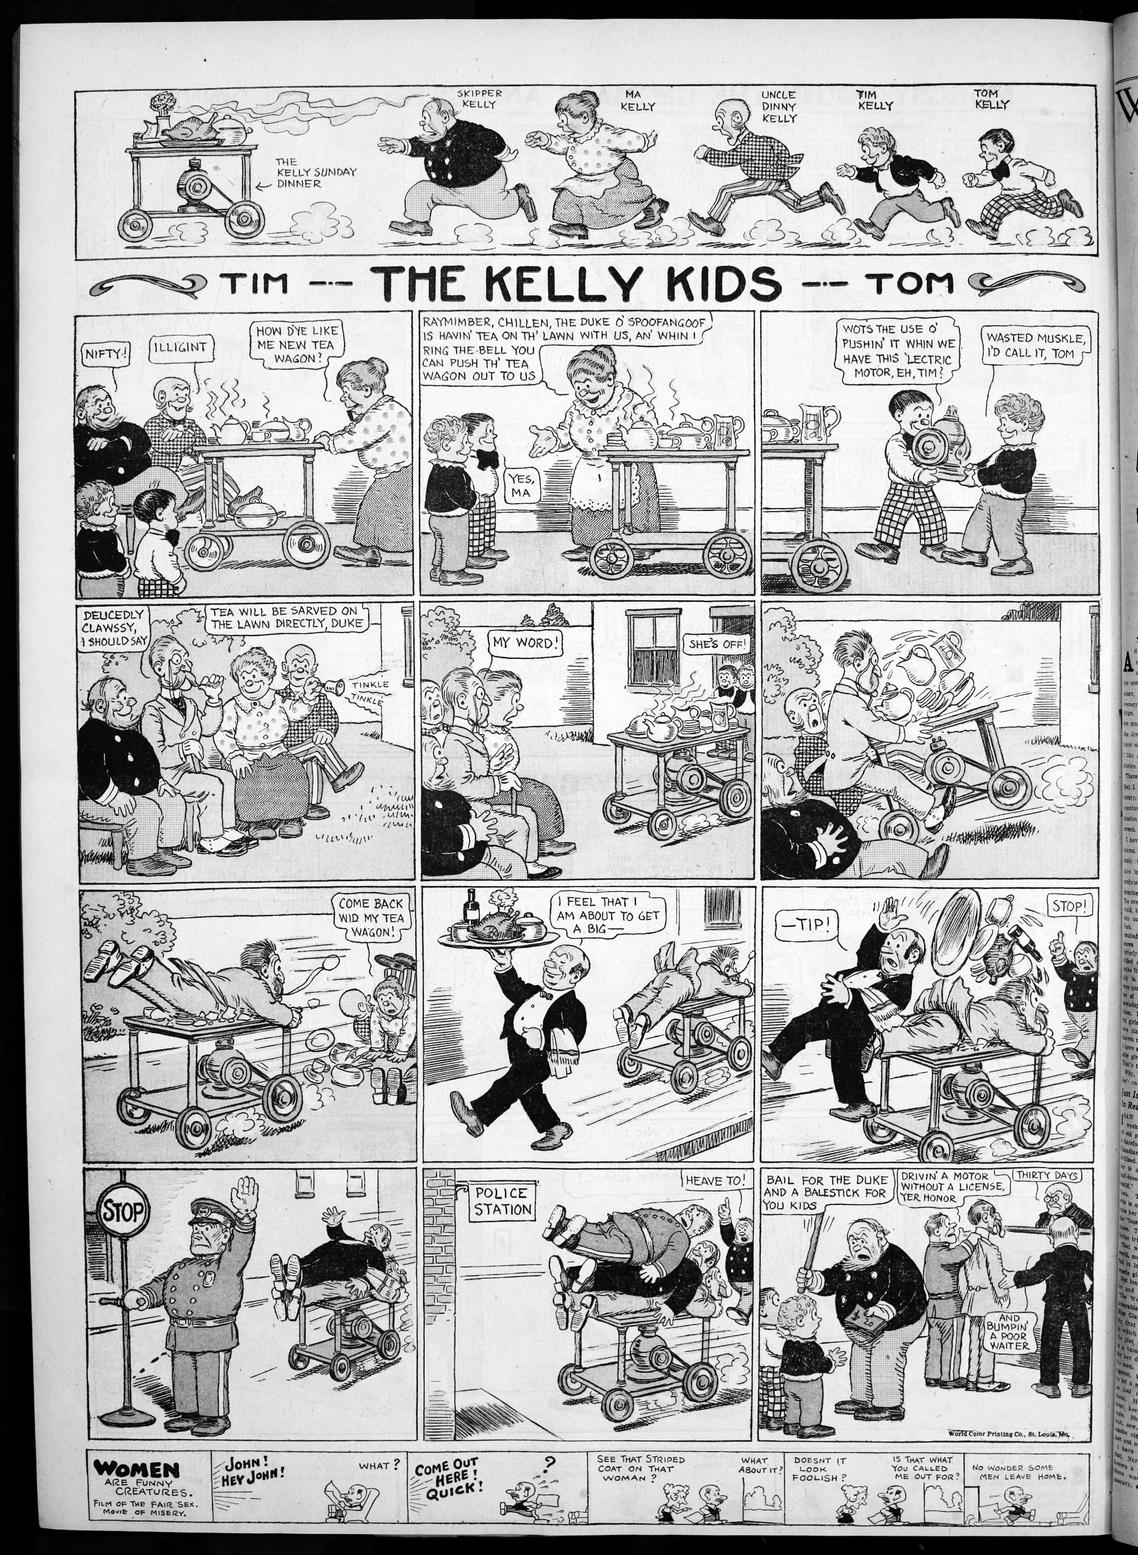 SKIPPER
KELLY
MA
KELLY
UNCLE
DINNY
KELLY
TIM
KELLY
TOM
KELLY
THE
KELLY SUNDAY
DINNER
TIM -·- THE KELLY KIDS -·- TOM
NIFTY!
ILLIGINT
HOW D'YE LIKE
ME NEW TEA
WAGON?
RAYMIMBER, CHILLEN, THE DUKE O' SPOOFANGOOF
IS HAVIN' TEA ON TH' LAWN WITH US, AN' WHIN I
RING THE BELL YOU
CAN PUSH TH' TEA
WAGON OUT TO US
YES,
MA
WOTS THE USE O'
PUSHIN' IT WHIN WE
HAVE THIS 'LECTRIC
MOTOR, EH, TIM?
WASTED MUSKLE,
I'D CALL IT, TOM
DEUCEDLY
CLAWSSY,
I SHOULD SAY
TEA WILL BE SARVED ON
THE LAWN DIRECTLY, DUKE
TINKLE
TINKLE
MY WORD!
SHE'S OFF!
COME BACK
WID MY TEA
WAGON!
I FEEL THAT I
AM ABOUT TO GET
A BIG—
—TIP!
STOP!
STOP
POLICE
STATION
HEAVE TO!
BAIL FOR THE DUKE
AND A BALESTICK FOR
YOU KIDS
DRIVIN' A MOTOR
WITHOUT A LICENSE,
YER HONOR
THIRTY DAYS
AND
BUMPIN'
A POOR
WAITER
World Color Printing Co., St. Louis, Mo.
WOMEN
ARE FUNNY
CREATURES.
FILM OF THE FAIR SEX.
MOVIE OF MISERY.
JOHN!
HEY JOHN!
WHAT?
COME OUT
HERE!
QUICK!
?
SEE THAT STRIPED
COAT ON THAT
WOMAN?
WHAT
ABOUT IT?
DOESNT IT
LOOK
FOOLISH?
IS THAT WHAT
YOU CALLED
ME OUT FOR?
NO WONDER SOME
MEN LEAVE HOME.